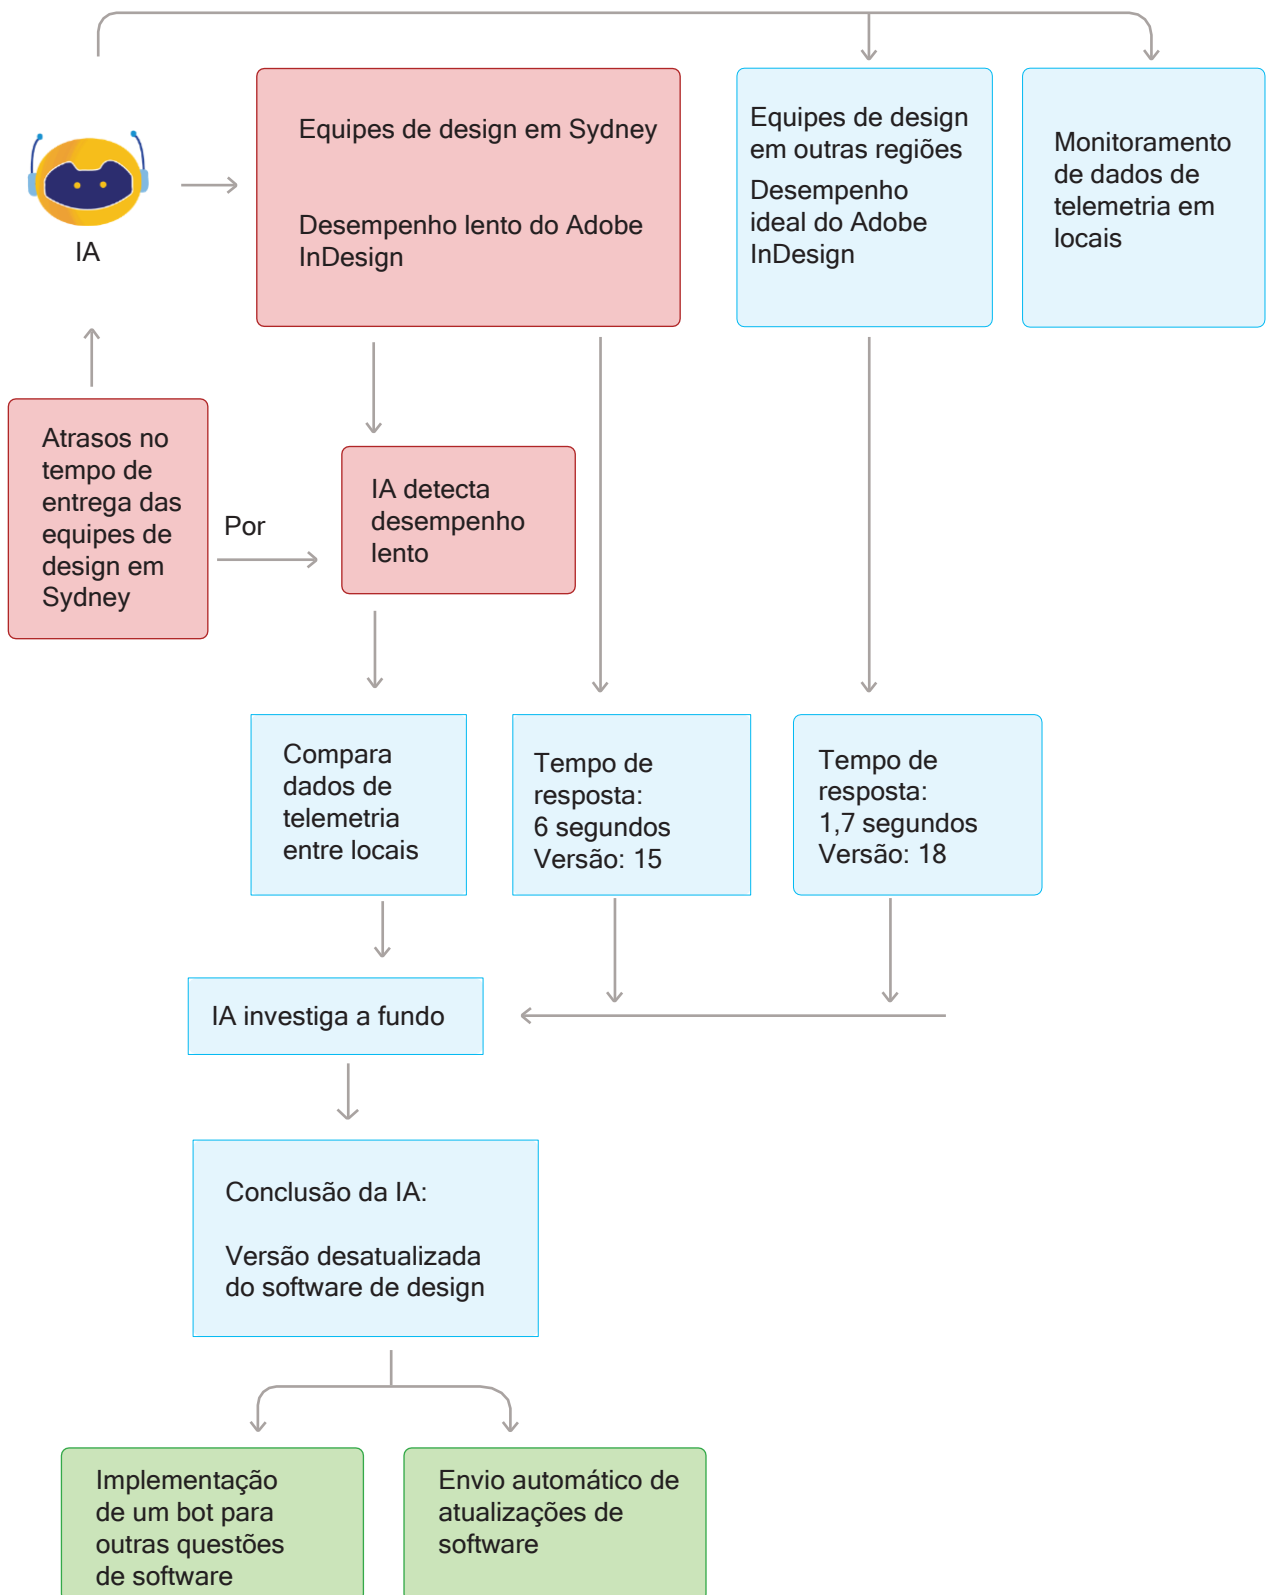 IA
Equipes de design em Sydney
Desempenho lento do Adobe
InDesign
Equipes de design
em outras regiões
Desempenho
ideal do Adobe
InDesign
Monitoramento
de dados de
telemetria em
locais
Atrasos no
tempo de
entrega das
equipes de
design em
Sydney
Por
IA detecta
desempenho
lento
Compara
dados de
telemetria
entre locais
Tempo de
resposta:
6 segundos
Versão: 15
Tempo de
resposta:
1,7 segundos
Versão: 18
IA investiga a fundo
Conclusão da IA:
Versão desatualizada
do software de design
Implementação
de um bot para
outras questões
de software
Envio automático de
atualizações de
software